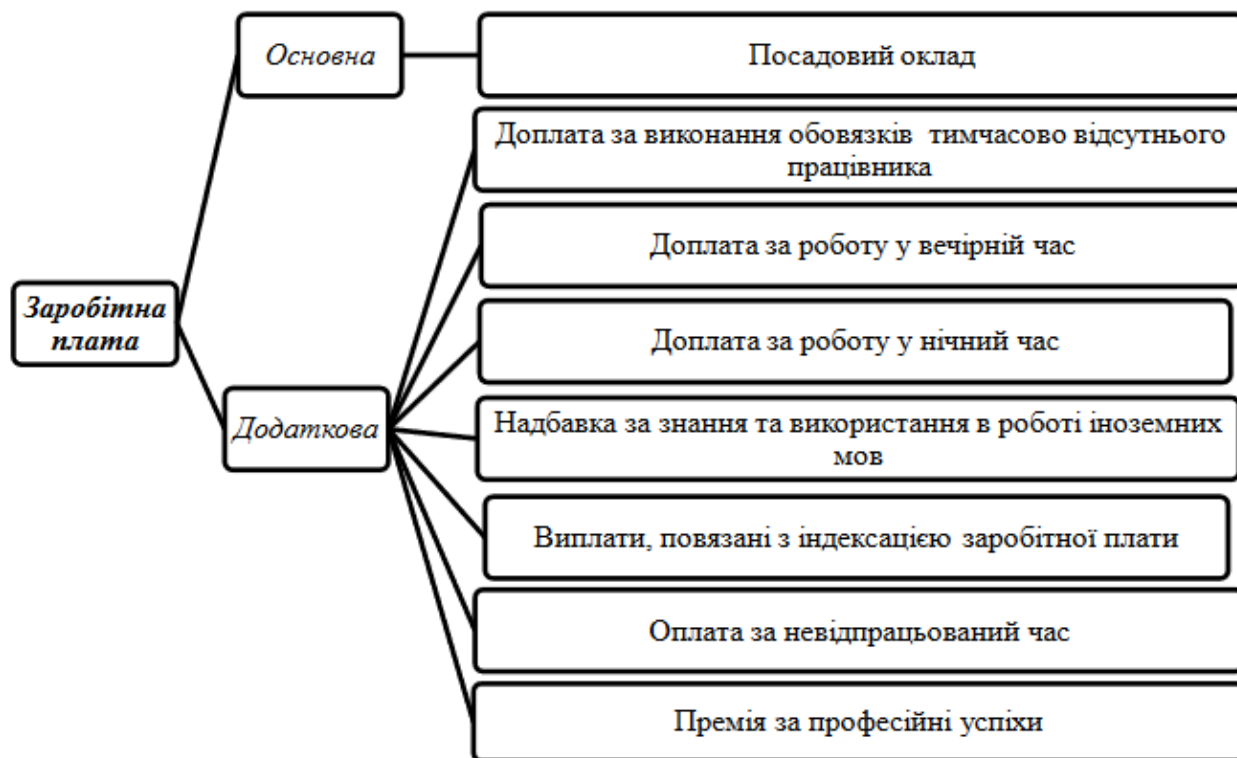 Основна
Посадовий оклад
Доплата за виконання обовязків тимчасово відсутнього
працівника
Доплата за роботу у вечірній час
Заробітна
плата
Доплата за роботу у нічний час
Додаткова
Надбавка за знання та використання в роботі іноземних
мов
Виплати, повязані з індексацією заробітної плати
Оплата за невідпрацьований час
Премія за професійні успіхи